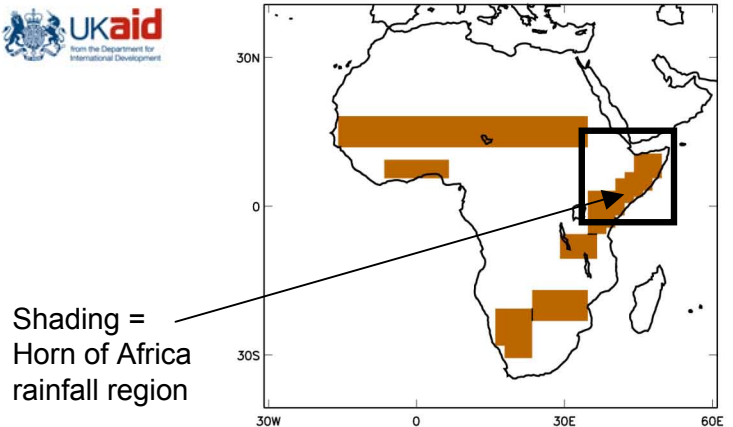 UKaid
from the Department for
International Development
30N
0
30S
30W
0
30E
60E
Shading =
Horn of Africa
rainfall region